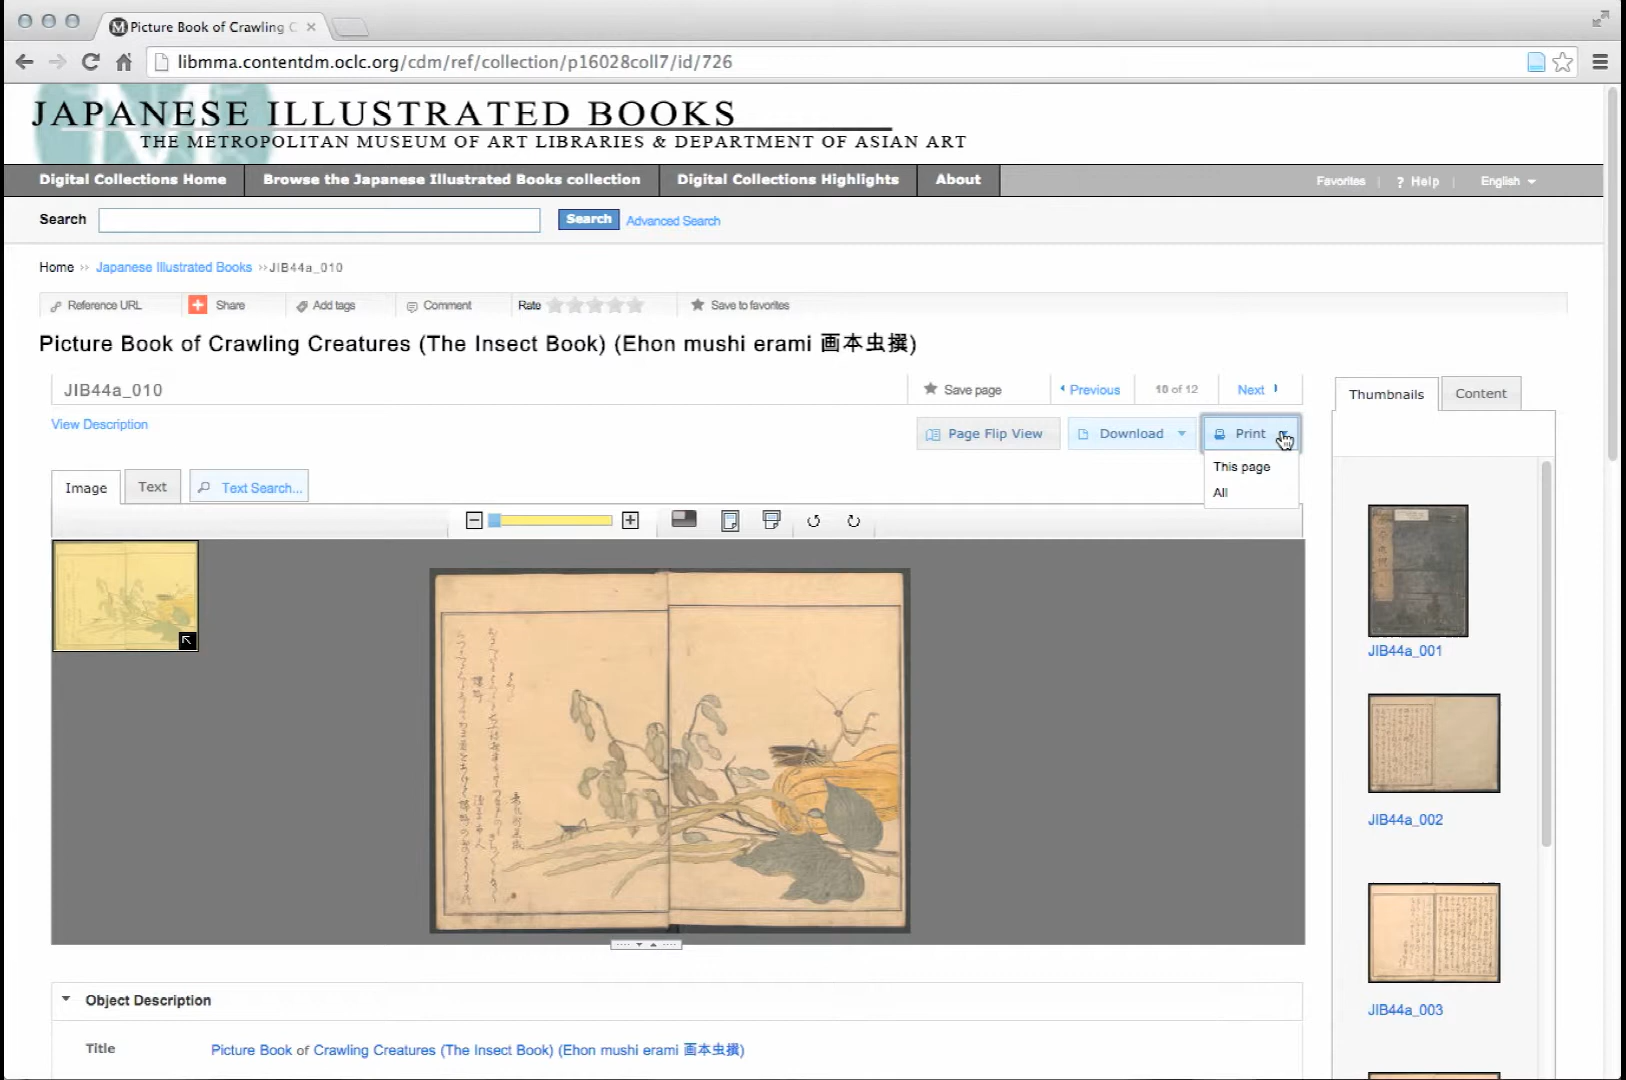 Picture Book of Crawling C
libmma.contentdm.oclc.org/cdm/ref/collection/p16028coll7/id/726
JAPANESE ILLUSTRATED BOOKS
THE METROPOLITAN MUSEUM OF ART LIBRARIES & DEPARTMENT OF ASIAN ART
Digital Collections Home
Browse the Japanese Illustrated Books collection
Digital Collections Highlights
About
Favorites
? Help
English
Search
Search
Advanced Search
Home ›› Japanese Illustrated Books ››JIB44a_010
Reference URL
Share
Add tags
Comment
Rate
Save to favorites
Picture Book of Crawling Creatures (The Insect Book) (Ehon mushi erami 画本虫撰)
JIB44a_010
Save page
Previous
10 of 12
Next
View Description
Page Flip View
Download
Print
This page
All
Image
Text
Text Search...
Thumbnails
Content
JIB44a_001
JIB44a_002
JIB44a_003
Object Description
Title
Picture Book of Crawling Creatures (The Insect Book) (Ehon mushi erami 画本虫撰)